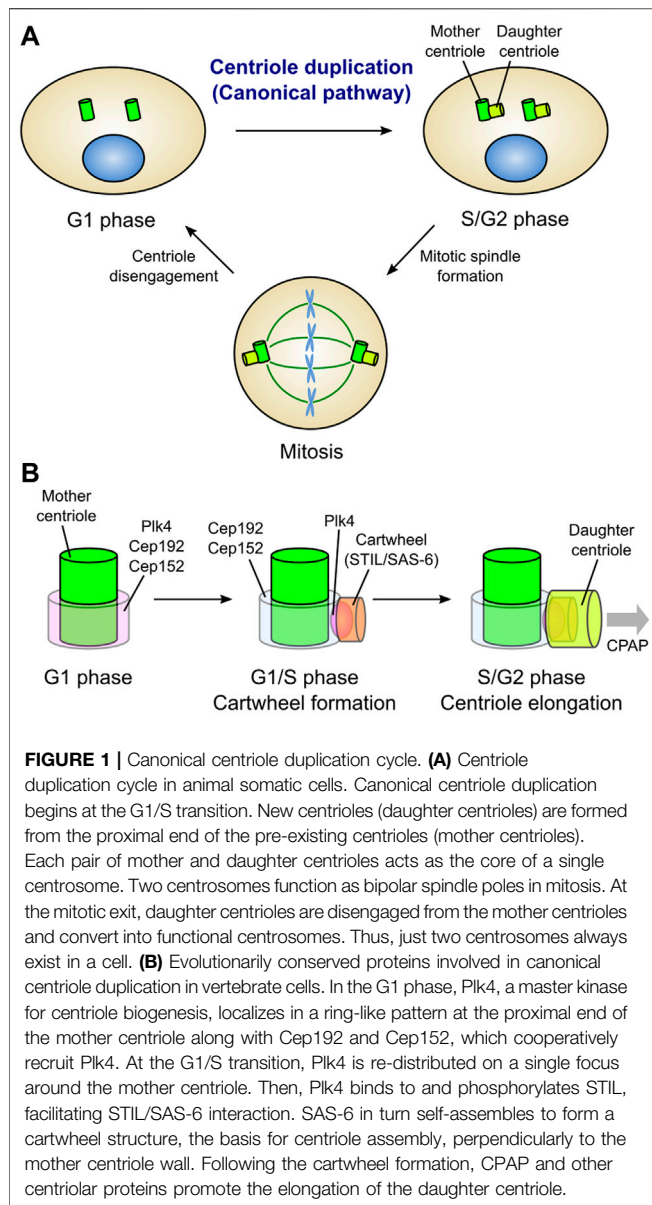 A
Centriole duplication
(Canonical pathway)
Mother
centriole
Daughter
centriole
G1 phase
S/G2 phase
Centriole
disengagement
Mitotic spindle
formation
Mitosis
B
Mother
centriole
Plk4
Cep192
Cep152
Cep192
Cep152
Plk4
Cartwheel
(STIL/SAS-6)
Daughter
centriole
CPAP
G1 phase
G1/S phase
Cartwheel formation
S/G2 phase
Centriole elongation
FIGURE 1 | Canonical centriole duplication cycle. (A) Centriole
duplication cycle in animal somatic cells. Canonical centriole duplication
begins at the G1/S transition. New centrioles (daughter centrioles) are formed
from the proximal end of the pre-existing centrioles (mother centrioles).
Each pair of mother and daughter centrioles acts as the core of a single
centrosome. Two centrosomes function as bipolar spindle poles in mitosis. At
the mitotic exit, daughter centrioles are disengaged from the mother centrioles
and convert into functional centrosomes. Thus, just two centrosomes always
exist in a cell. (B) Evolutionarily conserved proteins involved in canonical
centriole duplication in vertebrate cells. In the G1 phase, Plk4, a master kinase
for centriole biogenesis, localizes in a ring-like pattern at the proximal end of
the mother centriole along with Cep192 and Cep152, which cooperatively
recruit Plk4. At the G1/S transition, Plk4 is re-distributed on a single focus
around the mother centriole. Then, Plk4 binds to and phosphorylates STIL,
facilitating STIL/SAS-6 interaction. SAS-6 in turn self-assembles to form a
cartwheel structure, the basis for centriole assembly, perpendicularly to the
mother centriole wall. Following the cartwheel formation, CPAP and other
centriolar proteins promote the elongation of the daughter centriole.